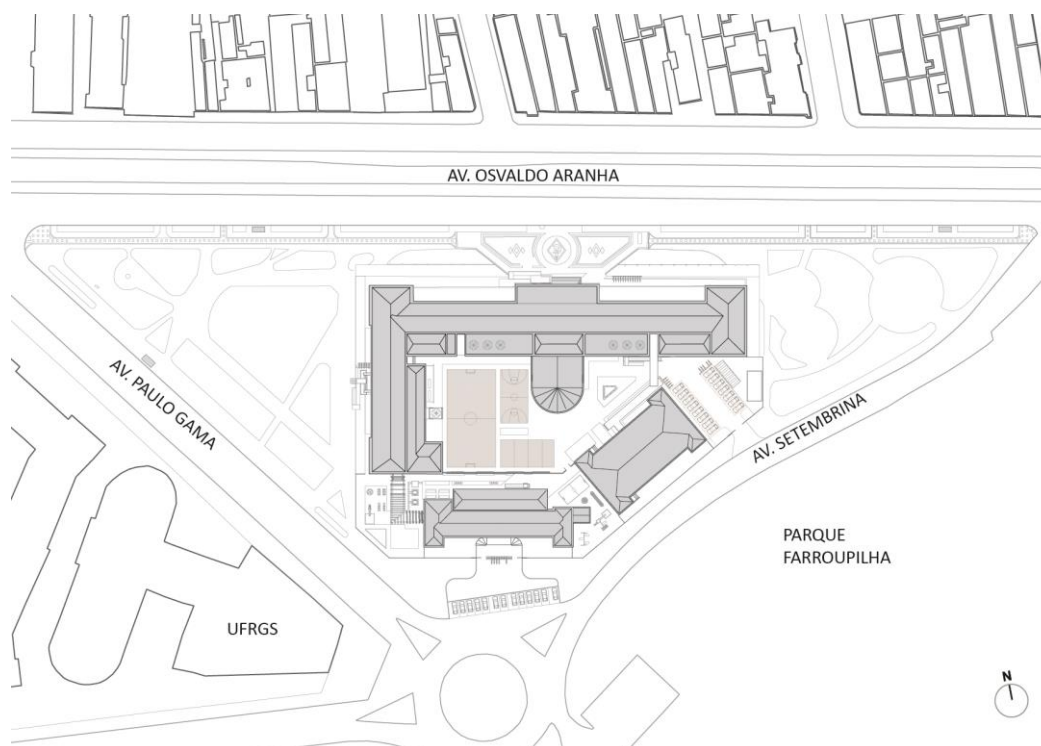 AV. OSVALDO ARANHA
AV. PAULO GAMA
AV. SETEMBRINA
PARQUE
FARROUPILHA
UFRGS
N